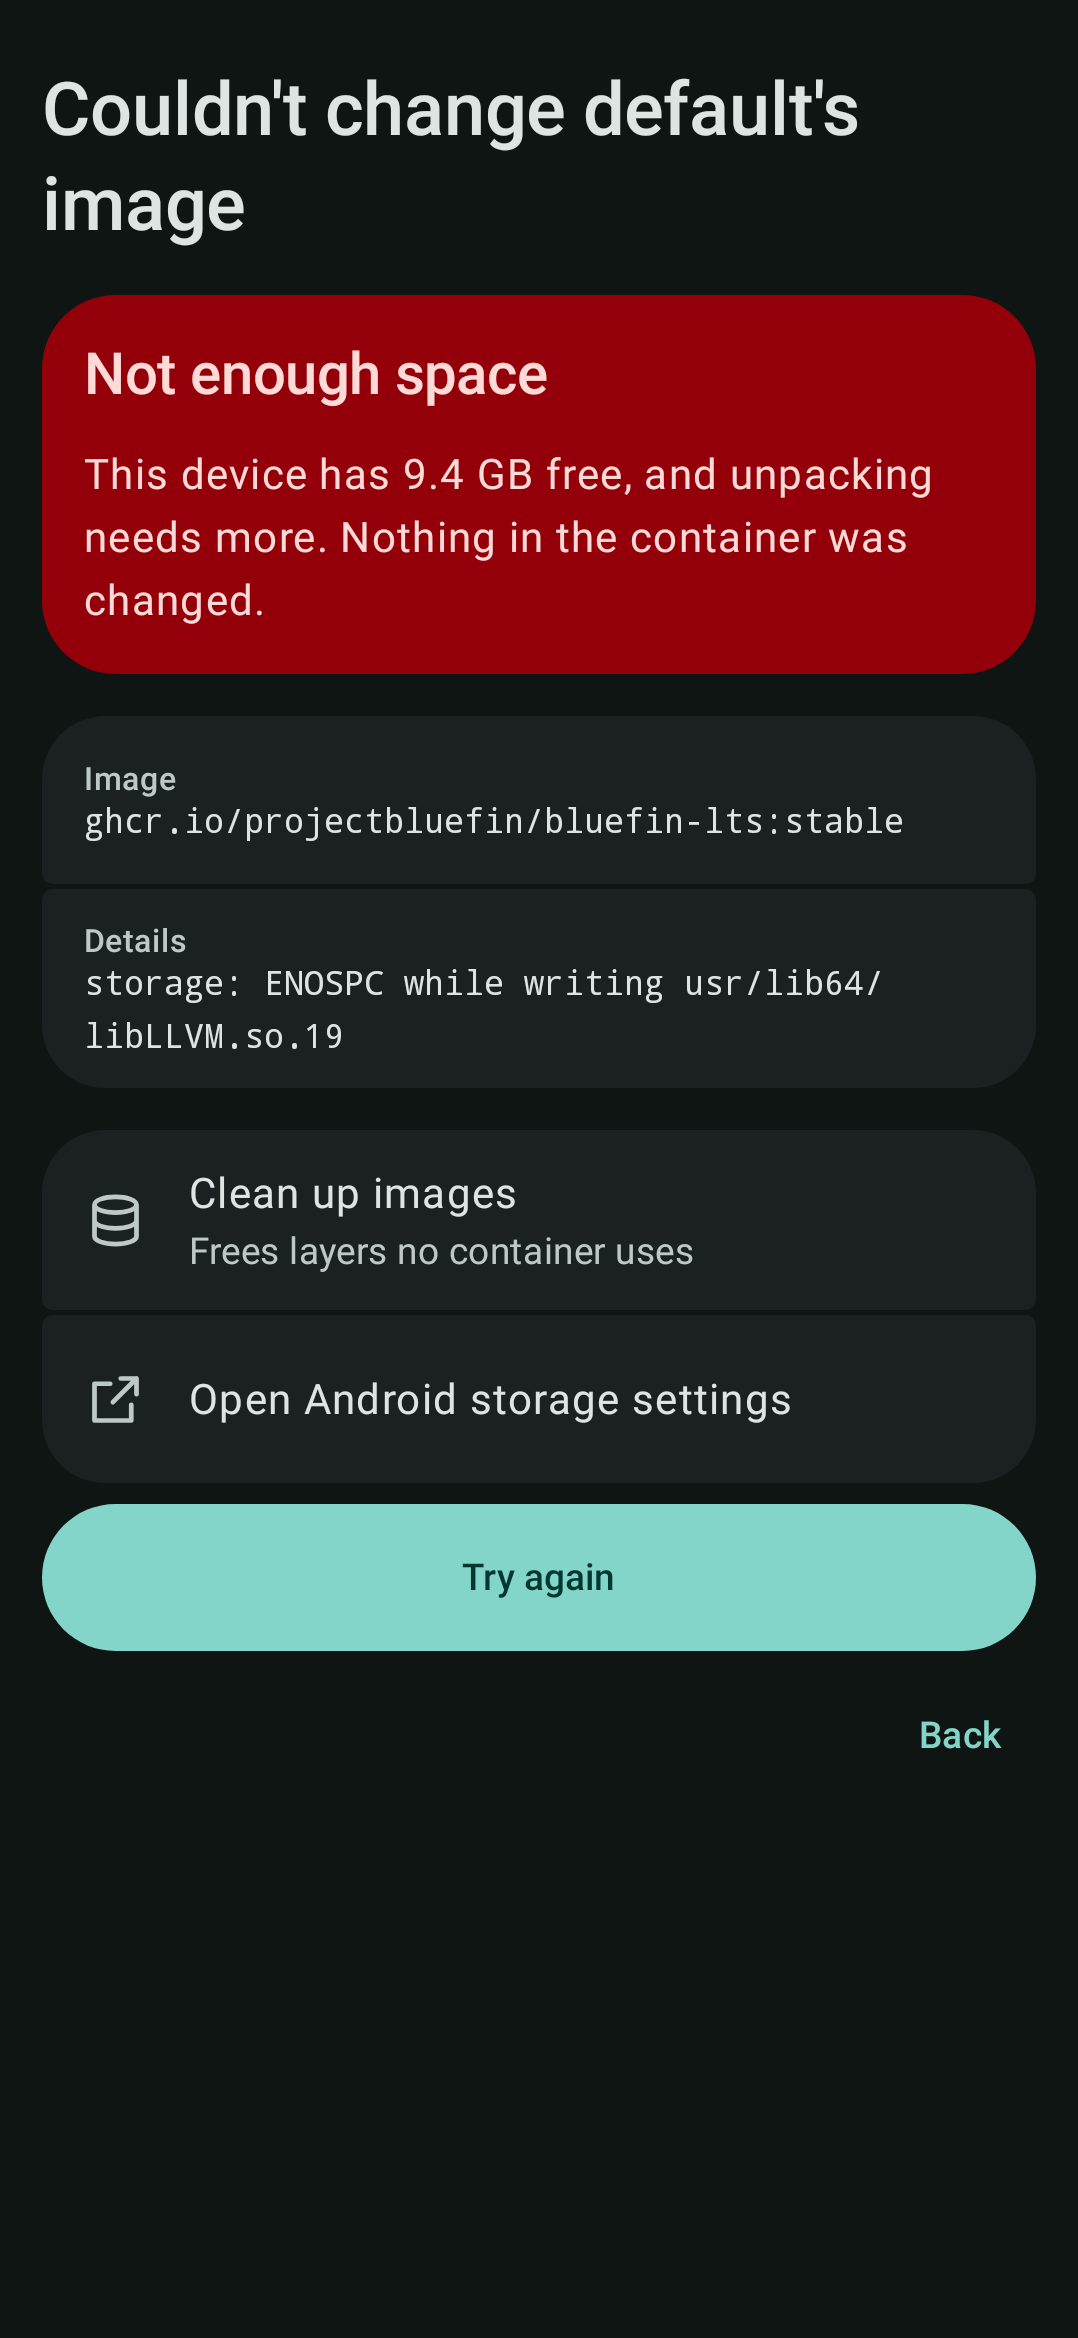 Couldn't change default's
image
Not enough space
This device has 9.4 GB free, and unpacking
needs more. Nothing in the container was
changed.
Image
ghcr.io/projectbluefin/bluefin-lts:stable
Details
storage: ENOSPC while writing usr/lib64/
libLLVM.so.19
Clean up images
Frees layers no container uses
Open Android storage settings
Try again
Back